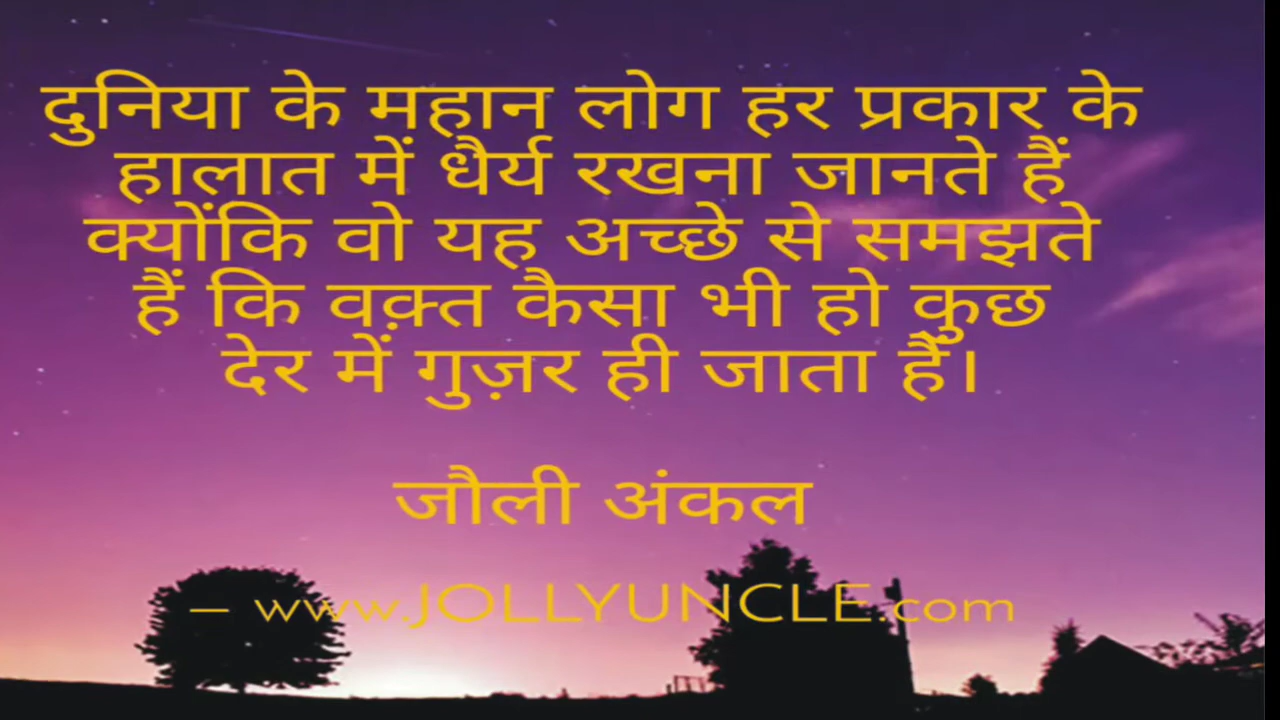 दुनिया के महान लोग हर प्रकार के
हालात में धैर्य रखना जानते हैं
क्योंकि वो यह अच्छे से समझते
हैं कि वक़्त कैसा भी हो कुछ
देर में गुज़र ही जाता हैं।
जौली अंकल
– www.JOLLYUNCLE.com